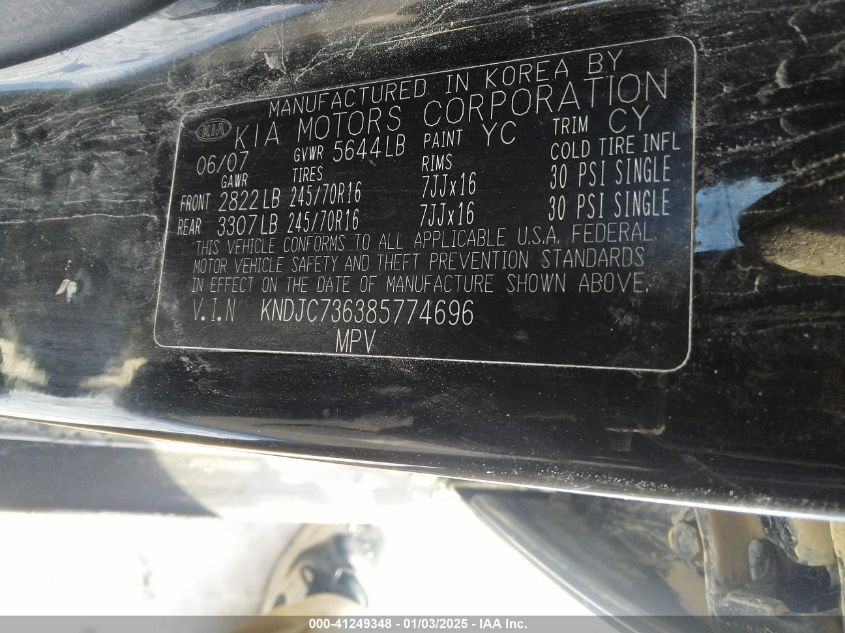 MANUFACTURED IN KOREA BY
KIA KIA MOTORS CORPORATION
06/07 GVWR 5644LB PAINT YC TRIM CY
GAWR TIRES RIMS COLD TIRE INFL
FRONT 2822LB 245/70R16 7JJx16 30 PSI SINGLE
REAR 3307LB 245/70R16 7JJx16 30 PSI SINGLE
THIS VEHICLE CONFORMS TO ALL APPLICABLE U.S.A. FEDERAL
MOTOR VEHICLE SAFETY AND THEFT PREVENTION STANDARDS
IN EFFECT ON THE DATE OF MANUFACTURE SHOWN ABOVE.
V.I.N KNDJC736385774696
MPV
000-41249348 - 01/03/2025 - IAA Inc.